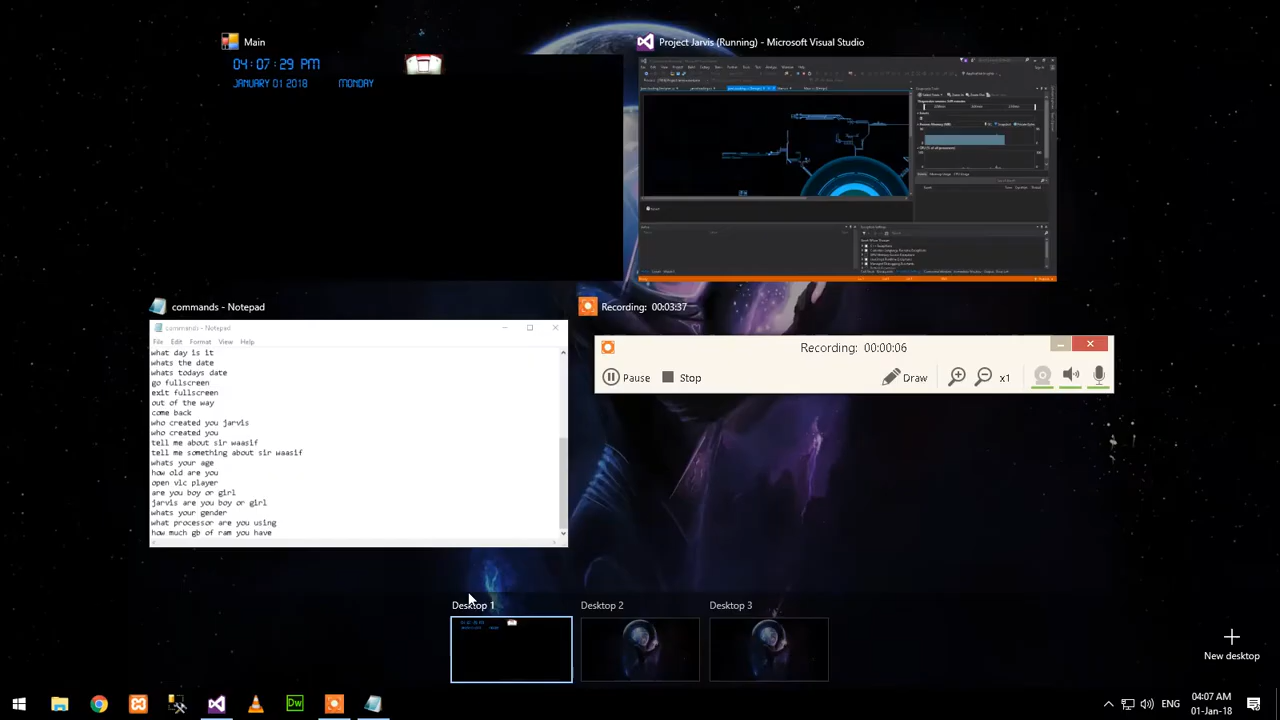 Main
04:07:29 PM
JANUARY 01 2018 MONDAY
Project Jarvis (Running) - Microsoft Visual Studio
commands - Notepad
commands - Notepad
File Edit Format View Help
what day is it
whats the date
whats todays date
go fullscreen
exit fullscreen
out of the way
come back
who created you jarvis
who created you
tell me about sir waasif
tell me something about sir waasif
whats your age
how old are you
open vlc player
are you boy or girl
jarvis are you boy or girl
whats your gender
what processor are you using
how much gb of ram you have
Recording: 00:03:37
Recording: 00:00:06
Pause Stop Draw x1
Desktop 1 Desktop 2 Desktop 3
New desktop
Dw
ENG
04:07 AM
01-Jan-18